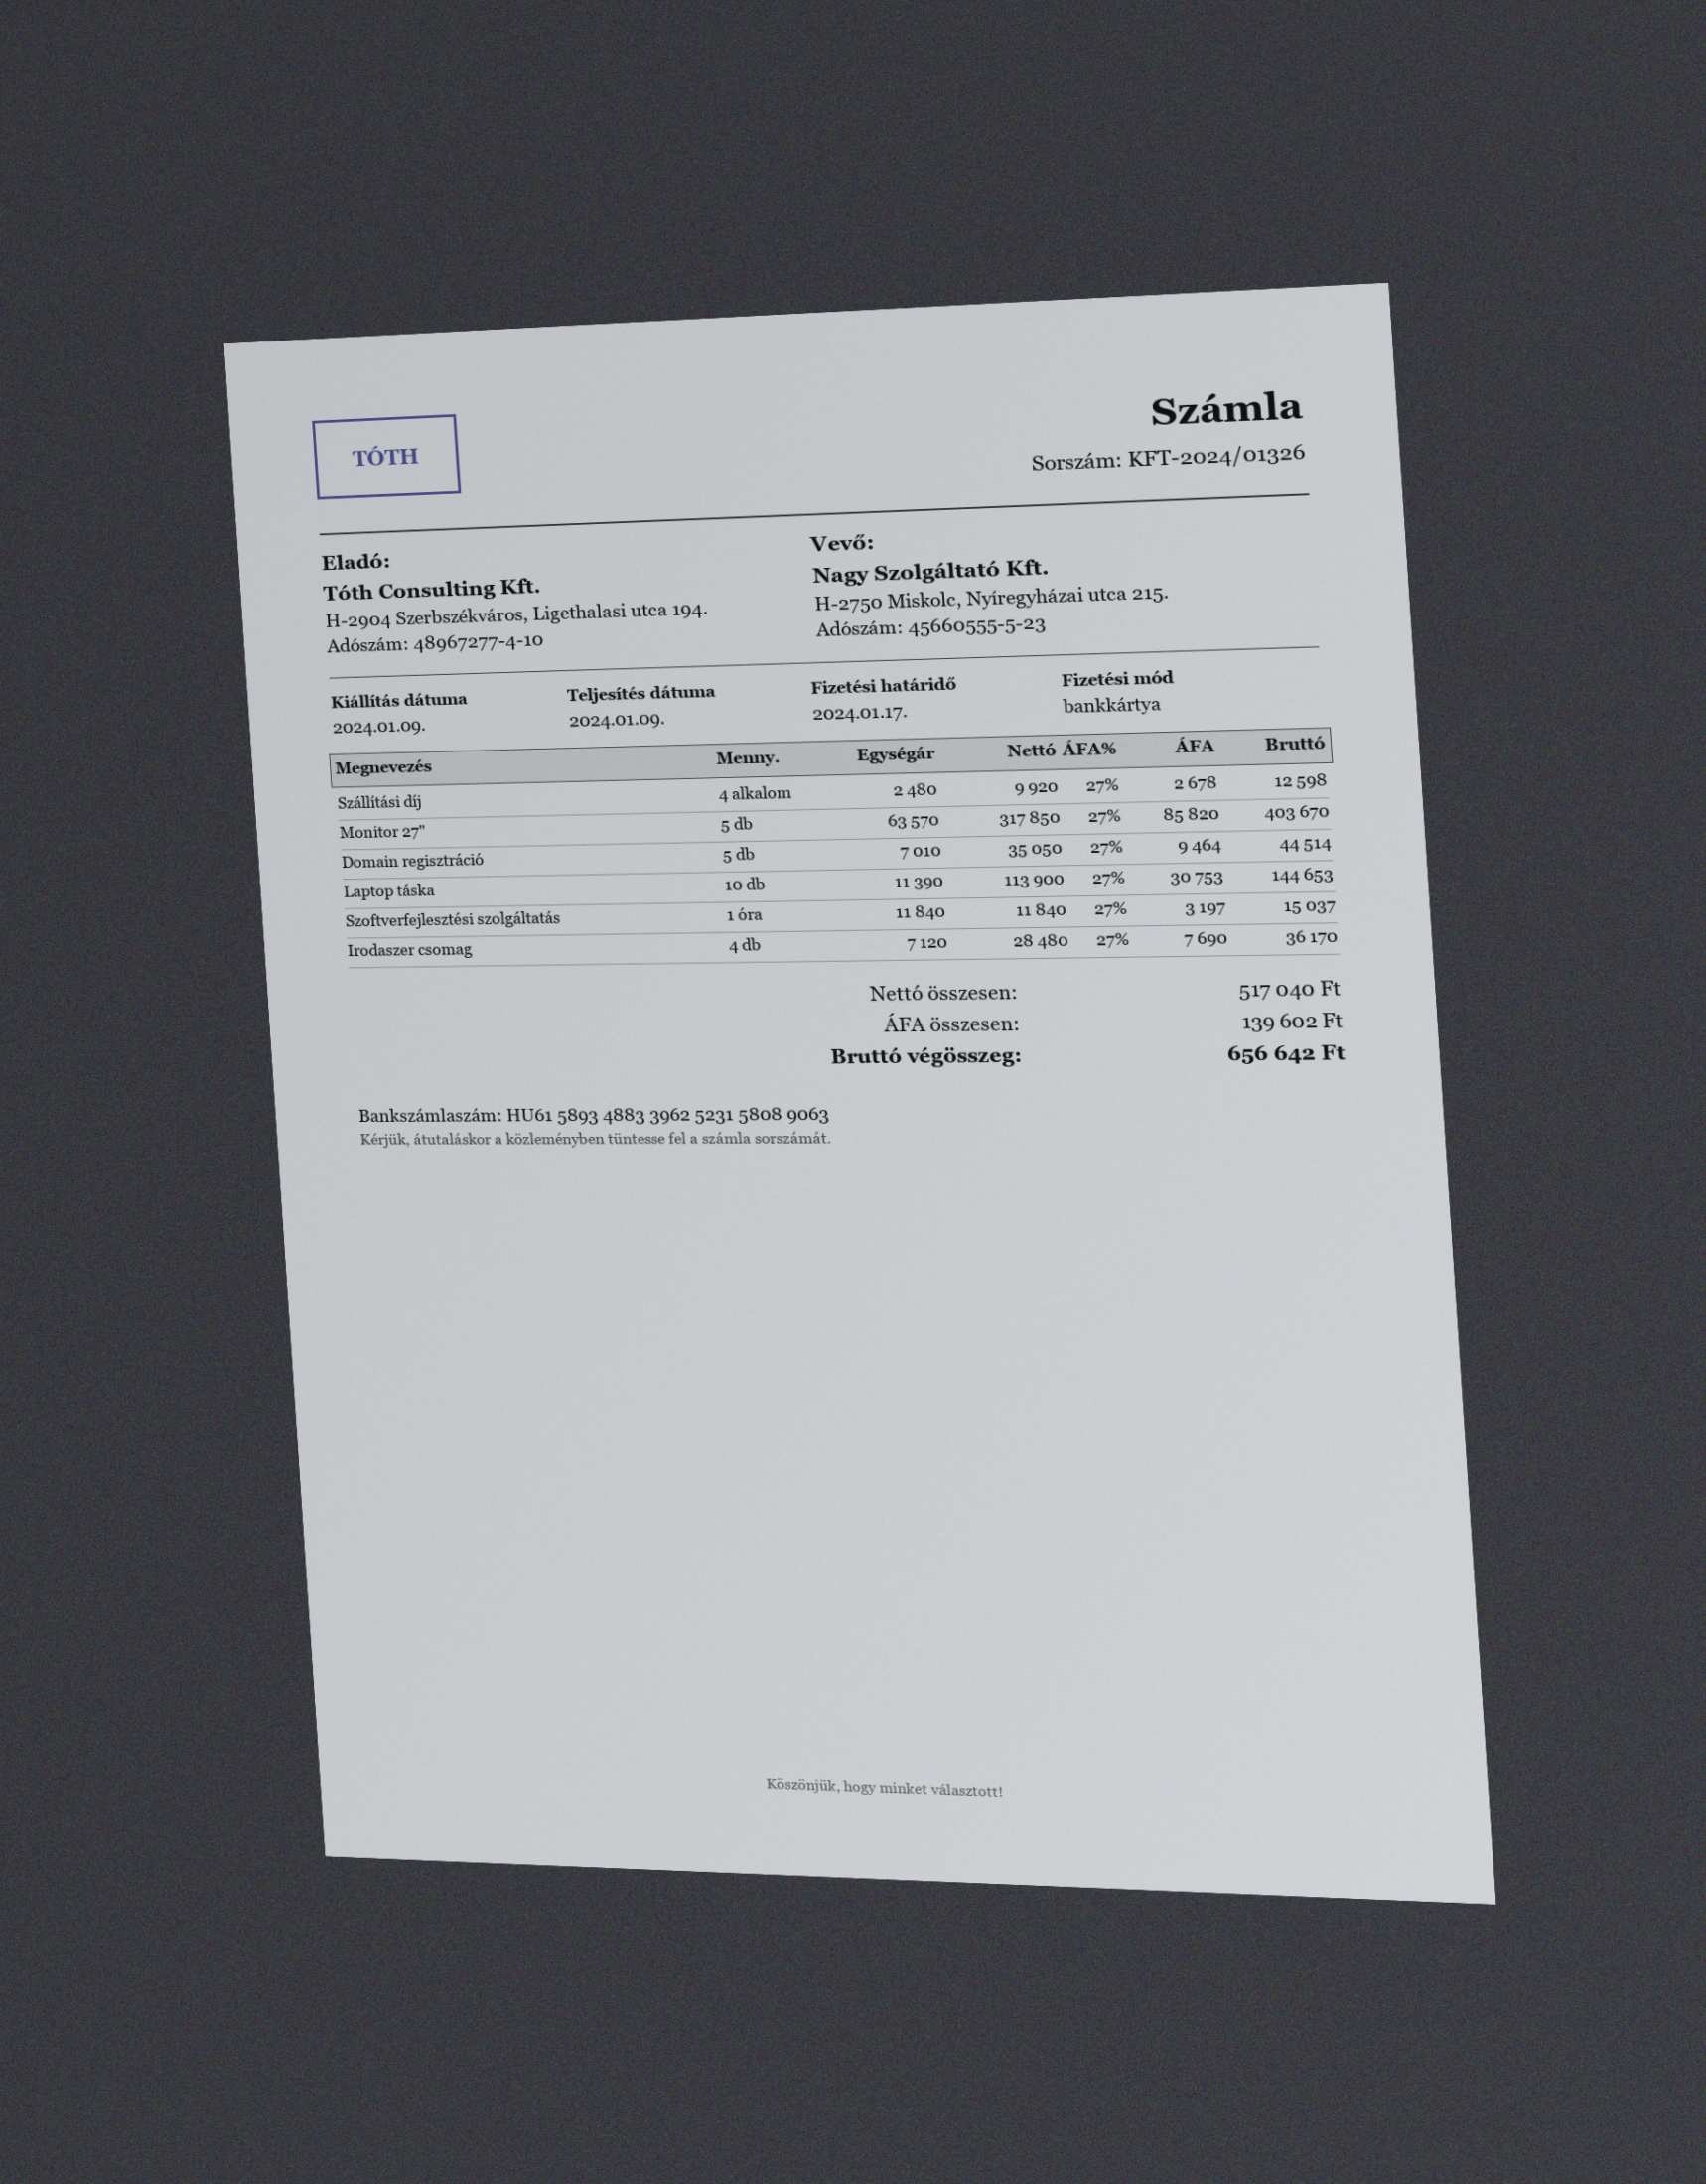 TÓTH
Számla
Sorszám: KFT-2024/01326
Eladó:
Tóth Consulting Kft.
H-2904 Szerbszékváros, Ligethalasi utca 194.
Adószám: 48967277-4-10
Vevő:
Nagy Szolgáltató Kft.
H-2750 Miskolc, Nyíregyházai utca 215.
Adószám: 45660555-5-23
Kiállítás dátuma Teljesítés dátuma Fizetési határidő Fizetési mód
2024.01.09. 2024.01.09. 2024.01.17. bankkártya
Megnevezés Menny. Egységár Nettó ÁFA% ÁFA Bruttó
Szállítási díj 4 alkalom 2 480 9 920 27% 2 678 12 598
Monitor 27" 5 db 63 570 317 850 27% 85 820 403 670
Domain regisztráció 5 db 7 010 35 050 27% 9 464 44 514
Laptop táska 10 db 11 390 113 900 27% 30 753 144 653
Szoftverfejlesztési szolgáltatás 1 óra 11 840 11 840 27% 3 197 15 037
Irodaszer csomag 4 db 7 120 28 480 27% 7 690 36 170
Nettó összesen: 517 040 Ft
ÁFA összesen: 139 602 Ft
Bruttó végösszeg: 656 642 Ft
Bankszámlaszám: HU61 5893 4883 3962 5231 5808 9063
Kérjük, átutaláskor a közleményben tüntesse fel a számla sorszámát.
Köszönjük, hogy minket választott!